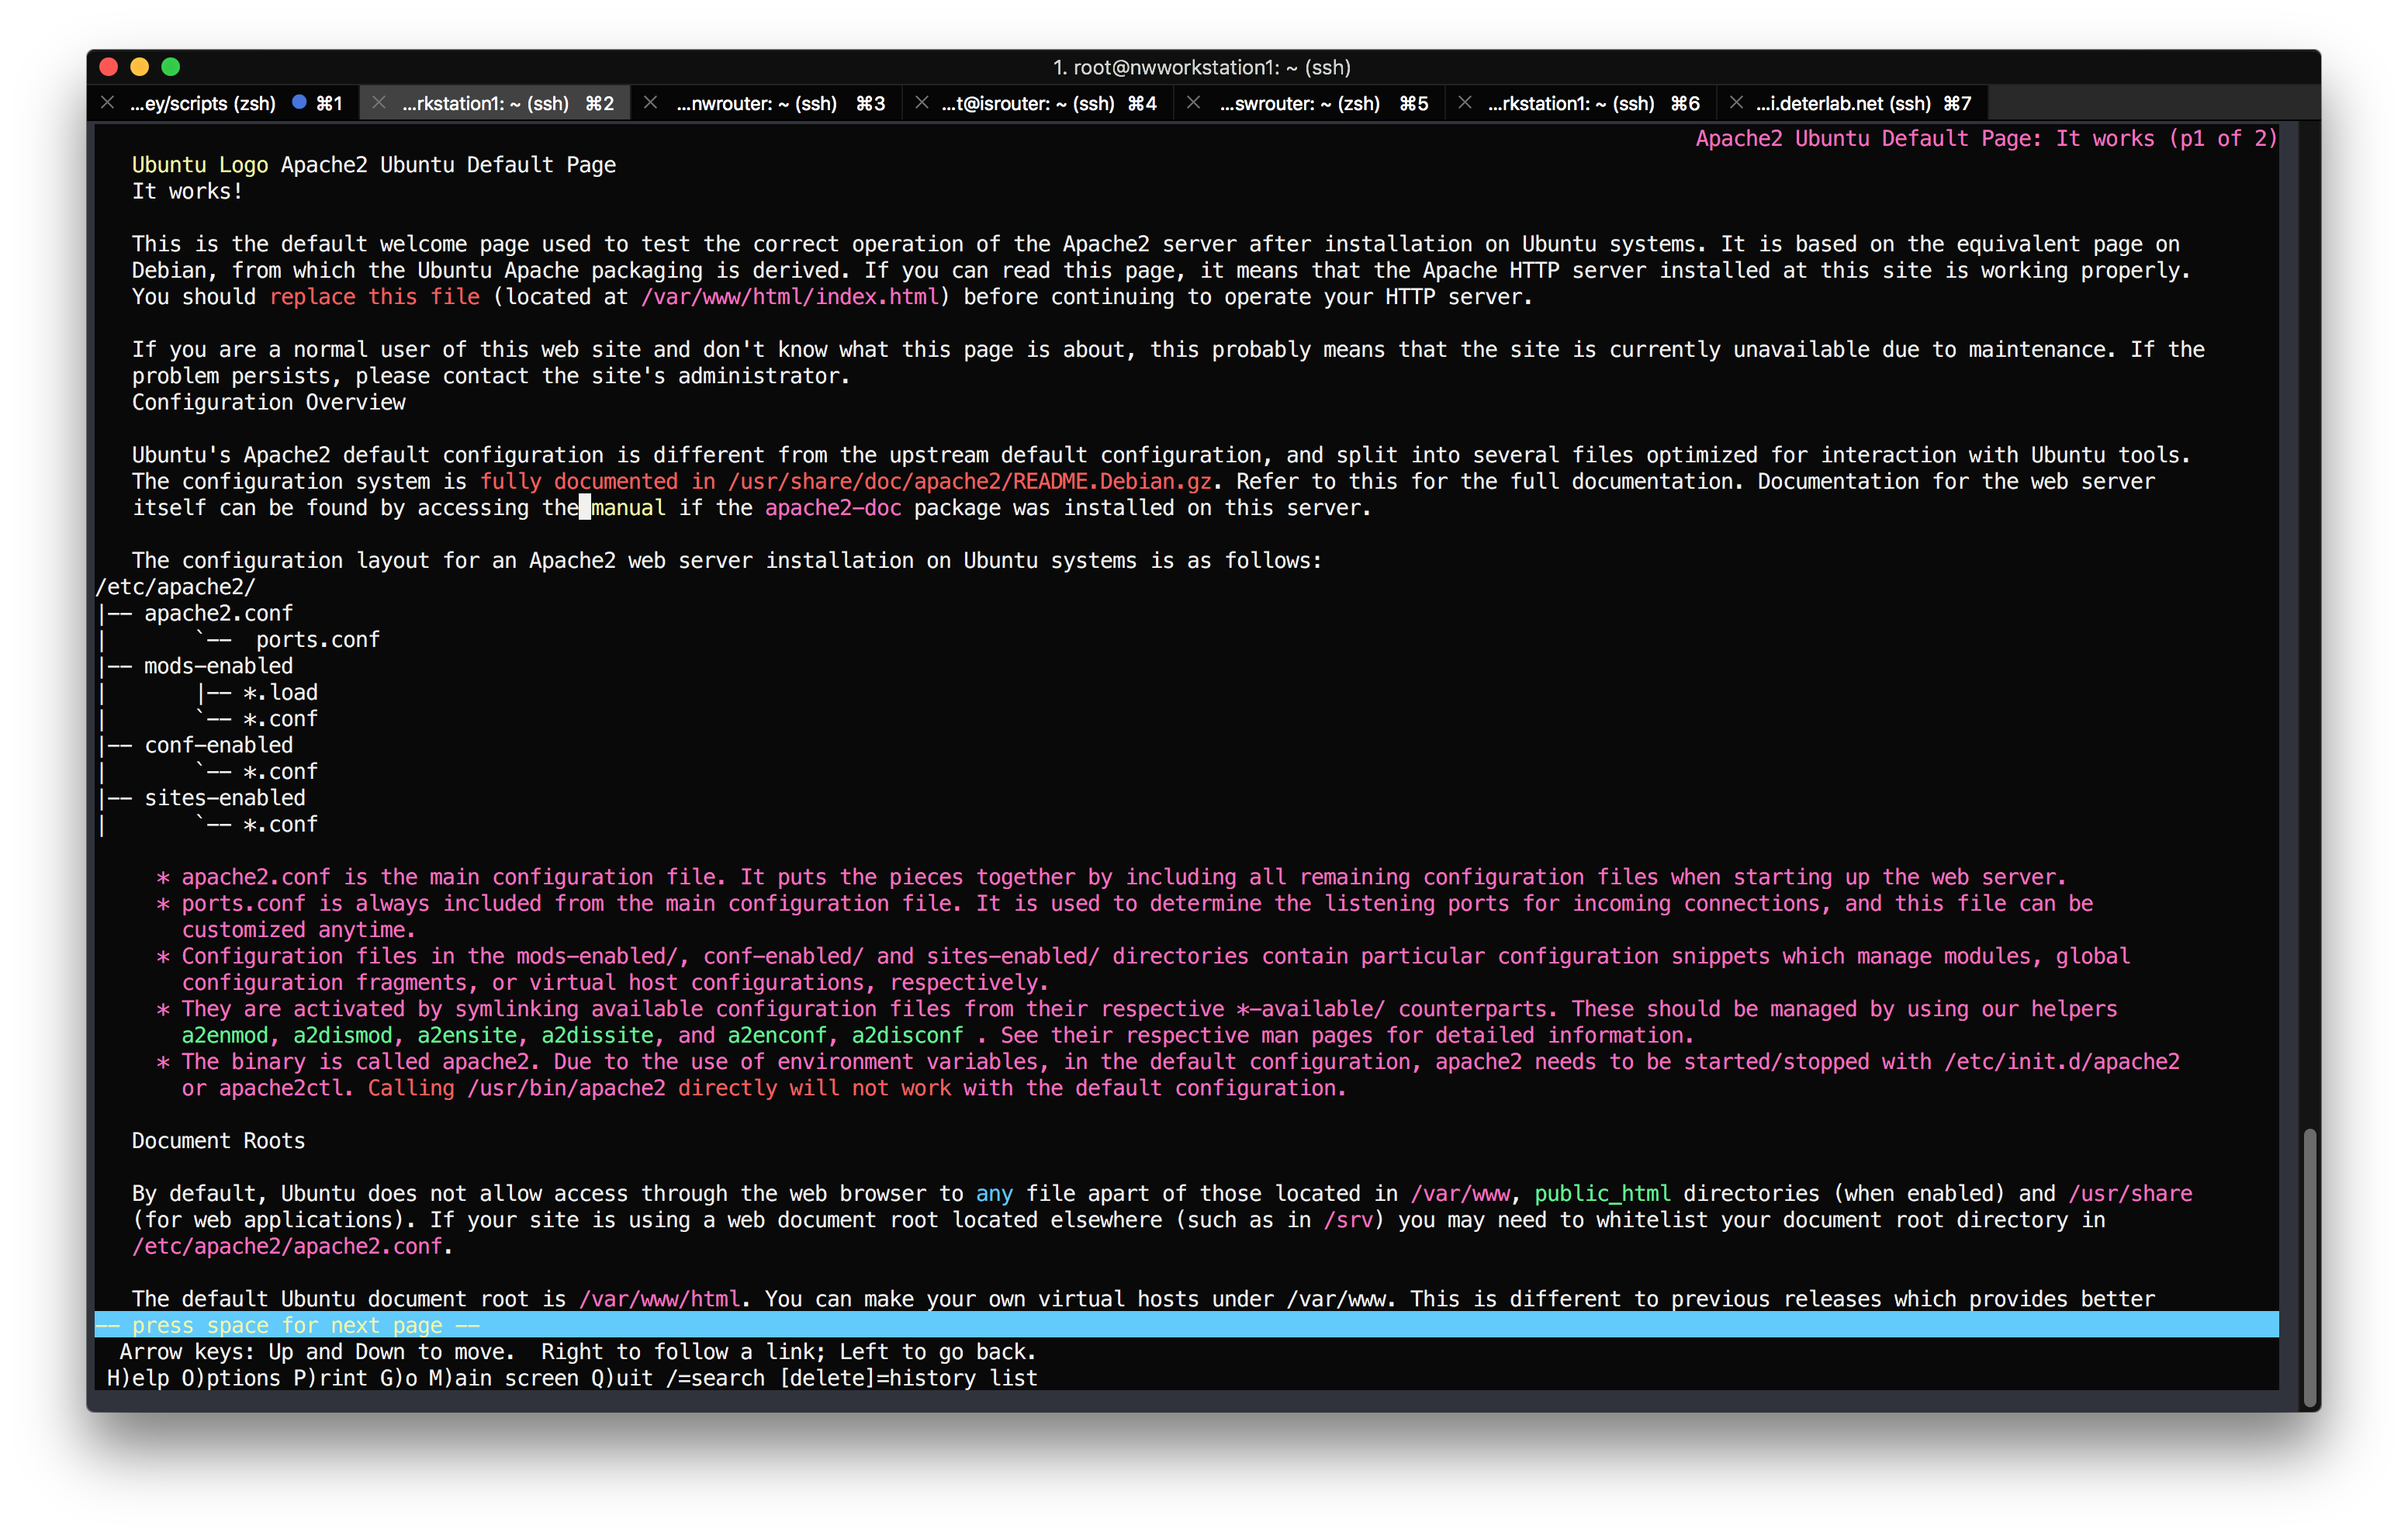 1. root@nwworkstation1: ~ (ssh)
...ey/scripts (zsh) ⌘1 ...rkstation1: ~ (ssh) ⌘2 ...nwrouter: ~ (ssh) ⌘3 ...t@isrouter: ~ (ssh) ⌘4 ...swrouter: ~ (zsh) ⌘5 ...rkstation1: ~ (ssh) ⌘6 ...i.deterlab.net (ssh) ⌘7
Apache2 Ubuntu Default Page: It works (p1 of 2)
Ubuntu Logo Apache2 Ubuntu Default Page
It works!
This is the default welcome page used to test the correct operation of the Apache2 server after installation on Ubuntu systems. It is based on the equivalent page on
Debian, from which the Ubuntu Apache packaging is derived. If you can read this page, it means that the Apache HTTP server installed at this site is working properly.
You should replace this file (located at /var/www/html/index.html) before continuing to operate your HTTP server.
If you are a normal user of this web site and don't know what this page is about, this probably means that the site is currently unavailable due to maintenance. If the
problem persists, please contact the site's administrator.
Configuration Overview
Ubuntu's Apache2 default configuration is different from the upstream default configuration, and split into several files optimized for interaction with Ubuntu tools.
The configuration system is fully documented in /usr/share/doc/apache2/README.Debian.gz. Refer to this for the full documentation. Documentation for the web server
itself can be found by accessing the manual if the apache2-doc package was installed on this server.
The configuration layout for an Apache2 web server installation on Ubuntu systems is as follows:
/etc/apache2/
|-- apache2.conf
|       `--  ports.conf
|-- mods-enabled
|       |-- *.load
|       `-- *.conf
|-- conf-enabled
|       `-- *.conf
|-- sites-enabled
|       `-- *.conf
* apache2.conf is the main configuration file. It puts the pieces together by including all remaining configuration files when starting up the web server.
* ports.conf is always included from the main configuration file. It is used to determine the listening ports for incoming connections, and this file can be
customized anytime.
* Configuration files in the mods-enabled/, conf-enabled/ and sites-enabled/ directories contain particular configuration snippets which manage modules, global
configuration fragments, or virtual host configurations, respectively.
* They are activated by symlinking available configuration files from their respective *-available/ counterparts. These should be managed by using our helpers
a2enmod, a2dismod, a2ensite, a2dissite, and a2enconf, a2disconf . See their respective man pages for detailed information.
* The binary is called apache2. Due to the use of environment variables, in the default configuration, apache2 needs to be started/stopped with /etc/init.d/apache2
or apache2ctl. Calling /usr/bin/apache2 directly will not work with the default configuration.
Document Roots
By default, Ubuntu does not allow access through the web browser to any file apart of those located in /var/www, public_html directories (when enabled) and /usr/share
(for web applications). If your site is using a web document root located elsewhere (such as in /srv) you may need to whitelist your document root directory in
/etc/apache2/apache2.conf.
The default Ubuntu document root is /var/www/html. You can make your own virtual hosts under /var/www. This is different to previous releases which provides better
-- press space for next page --
Arrow keys: Up and Down to move.  Right to follow a link; Left to go back.
H)elp O)ptions P)rint G)o M)ain screen Q)uit /=search [delete]=history list